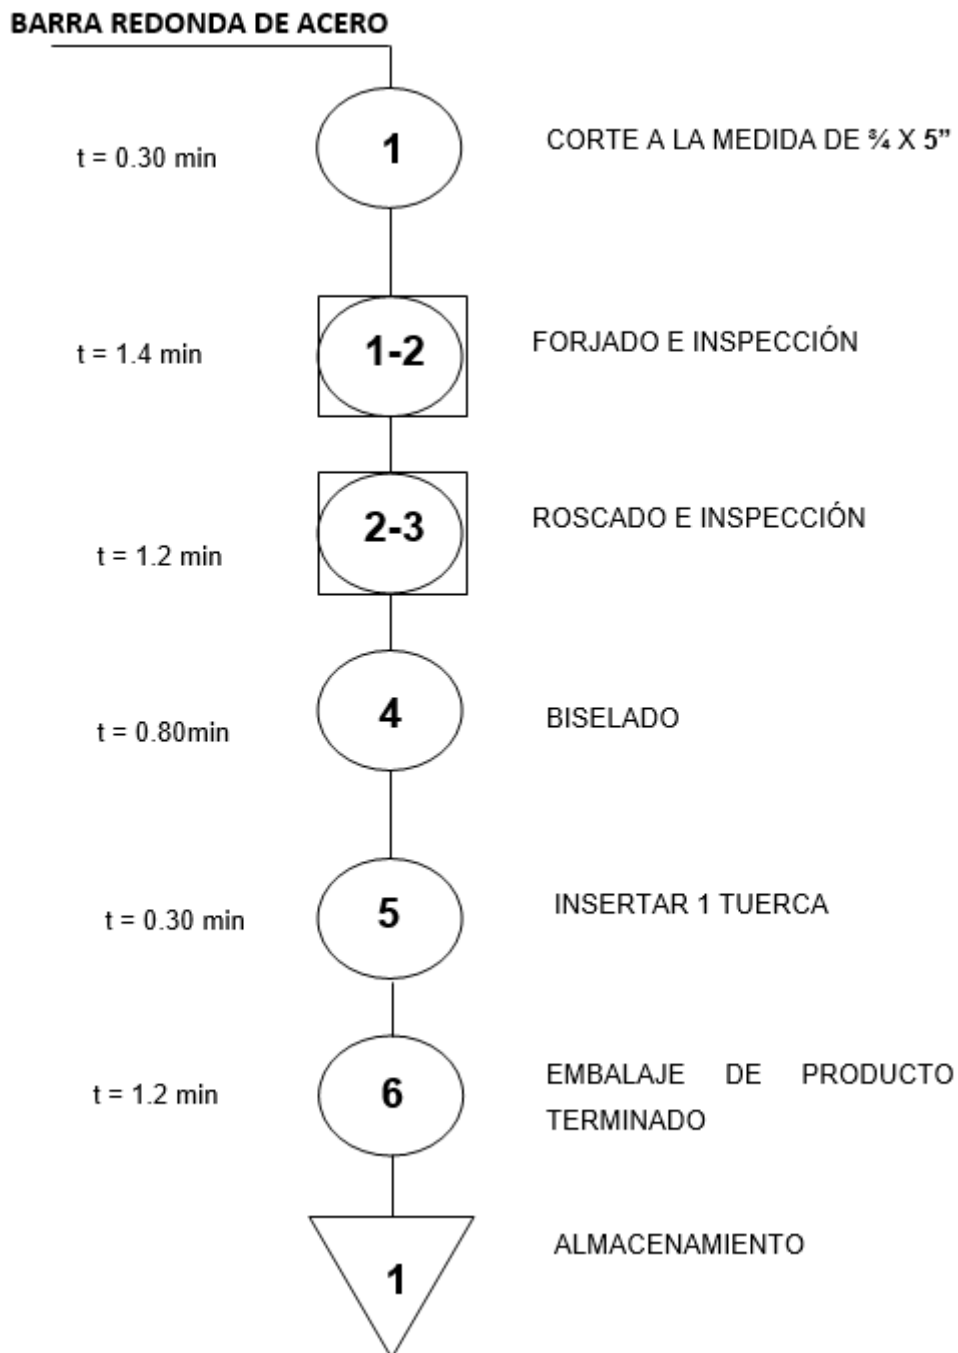 BARRA REDONDA DE ACERO
t = 0.30 min
1
CORTE A LA MEDIDA DE ¾ X 5”
t = 1.4 min
1-2
FORJADO E INSPECCIÓN
t = 1.2 min
2-3
ROSCADO E INSPECCIÓN
t = 0.80min
4
BISELADO
t = 0.30 min
5
INSERTAR 1 TUERCA
t = 1.2 min
6
EMBALAJE DE PRODUCTO
TERMINADO
1
ALMACENAMIENTO